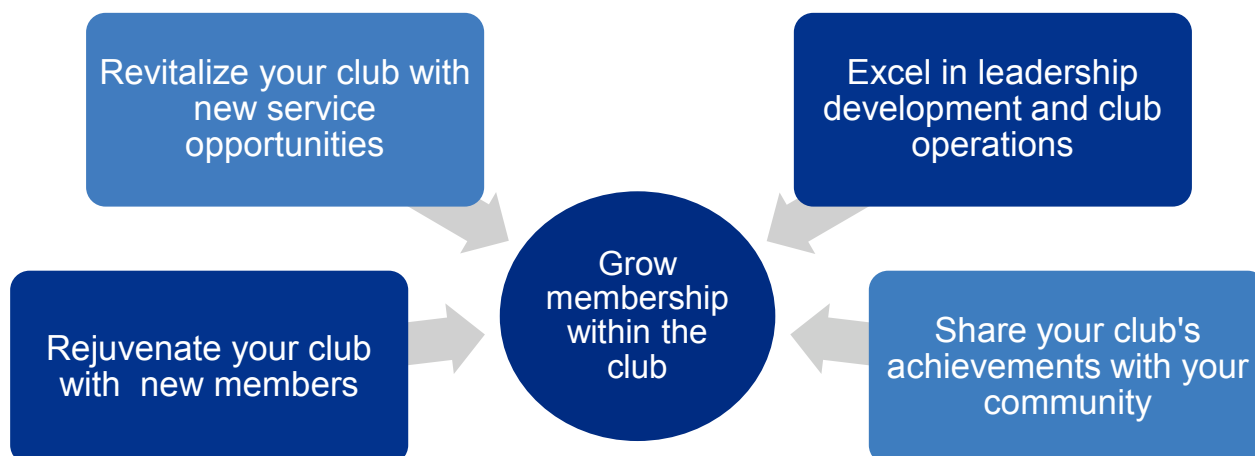 Revitalize your club with
new service
opportunities
Excel in leadership
development and club
operations
Grow
membership
within the
club
Rejuvenate your club
with  new members
Share your club's
achievements with your
community